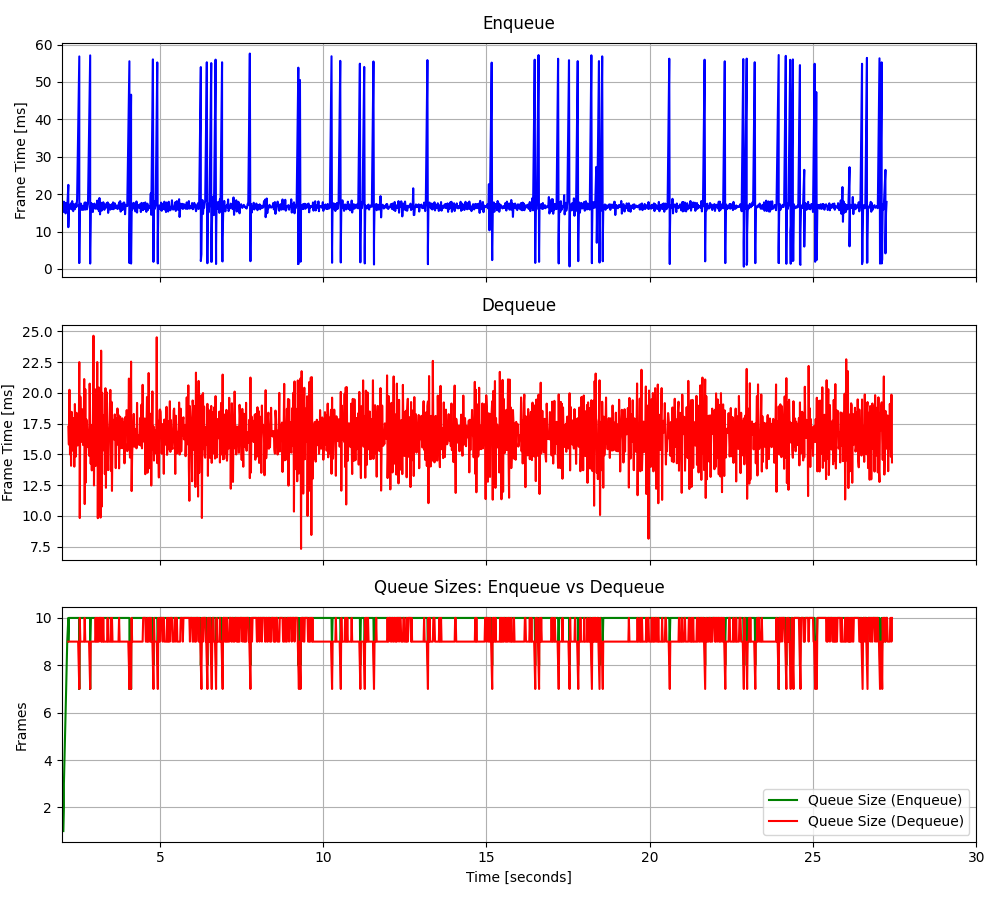 Enqueue
60
50
40
30
20
10
0
Frame Time [ms]
Dequeue
25.0
22.5
20.0
17.5
15.0
12.5
10.0
7.5
Frame Time [ms]
Queue Sizes: Enqueue vs Dequeue
10
8
6
4
2
Frames
Queue Size (Enqueue)
Queue Size (Dequeue)
5 10 15 20 25 30
Time [seconds]